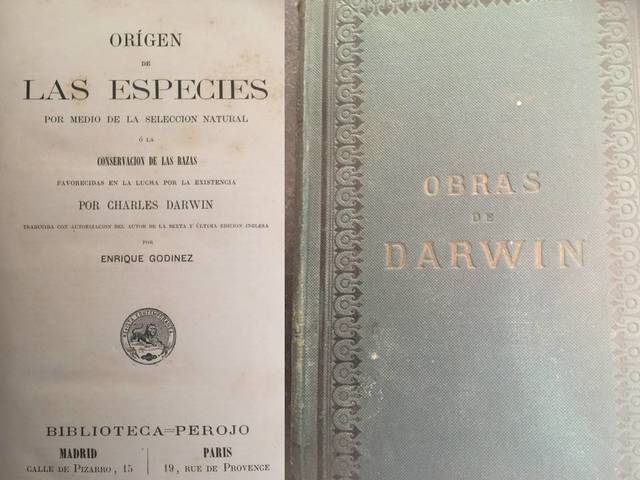 ORÍGEN
DE
LAS ESPECIES
POR MEDIO DE LA SELECCION NATURAL
Ó LA
CONSERVACION DE LAS RAZAS
FAVORECIDAS EN LA LUCHA POR LA EXISTENCIA
POR CHARLES DARWIN
TRADUCIDA CON AUTORIZACION DEL AUTOR DE LA SEXTA Y ÚLTIMA EDICION INGLESA
POR
ENRIQUE GODINEZ
REVISTA CONTEMPORANEA
BIBLIOTECA=PEROJO
MADRID
CALLE DE PIZARRO, 15
PARIS
19, RUE DE PROVENCE
OBRAS
DE
DARWIN